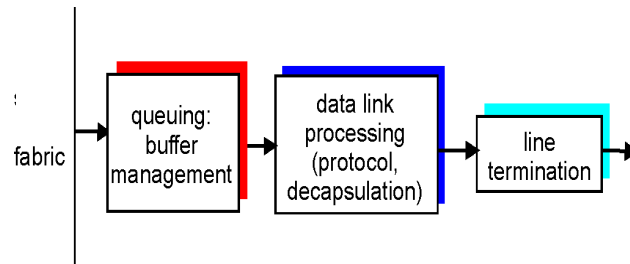 fabric
queuing:
buffer
management
data link
processing
(protocol,
decapsulation)
line
termination